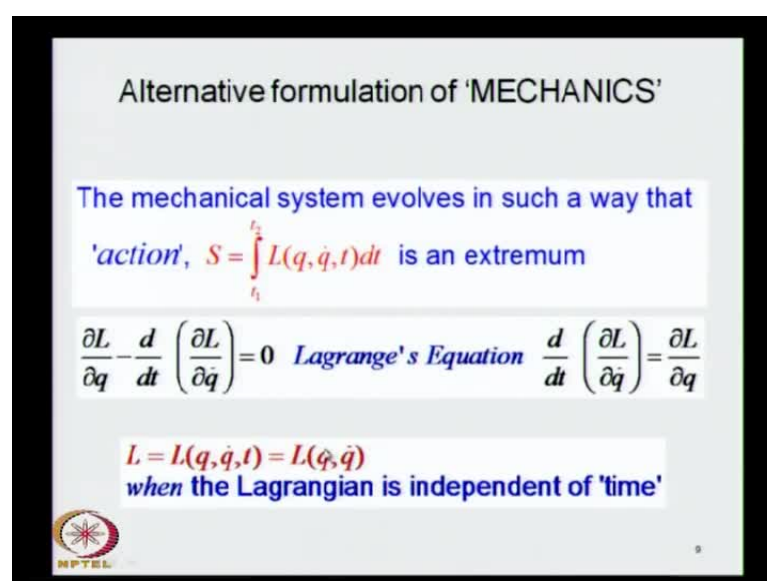 Alternative formulation of 'MECHANICS'
The mechanical system evolves in such a way that
'action', S = ∫_{t₁}^{t₂} L(q, q̇, t)dt is an extremum
∂L/∂q − d/dt (∂L/∂q̇) = 0 Lagrange's Equation d/dt (∂L/∂q̇) = ∂L/∂q
L = L(q, q̇, t) = L(q, q̇)
when the Lagrangian is independent of 'time'
NPTEL
9